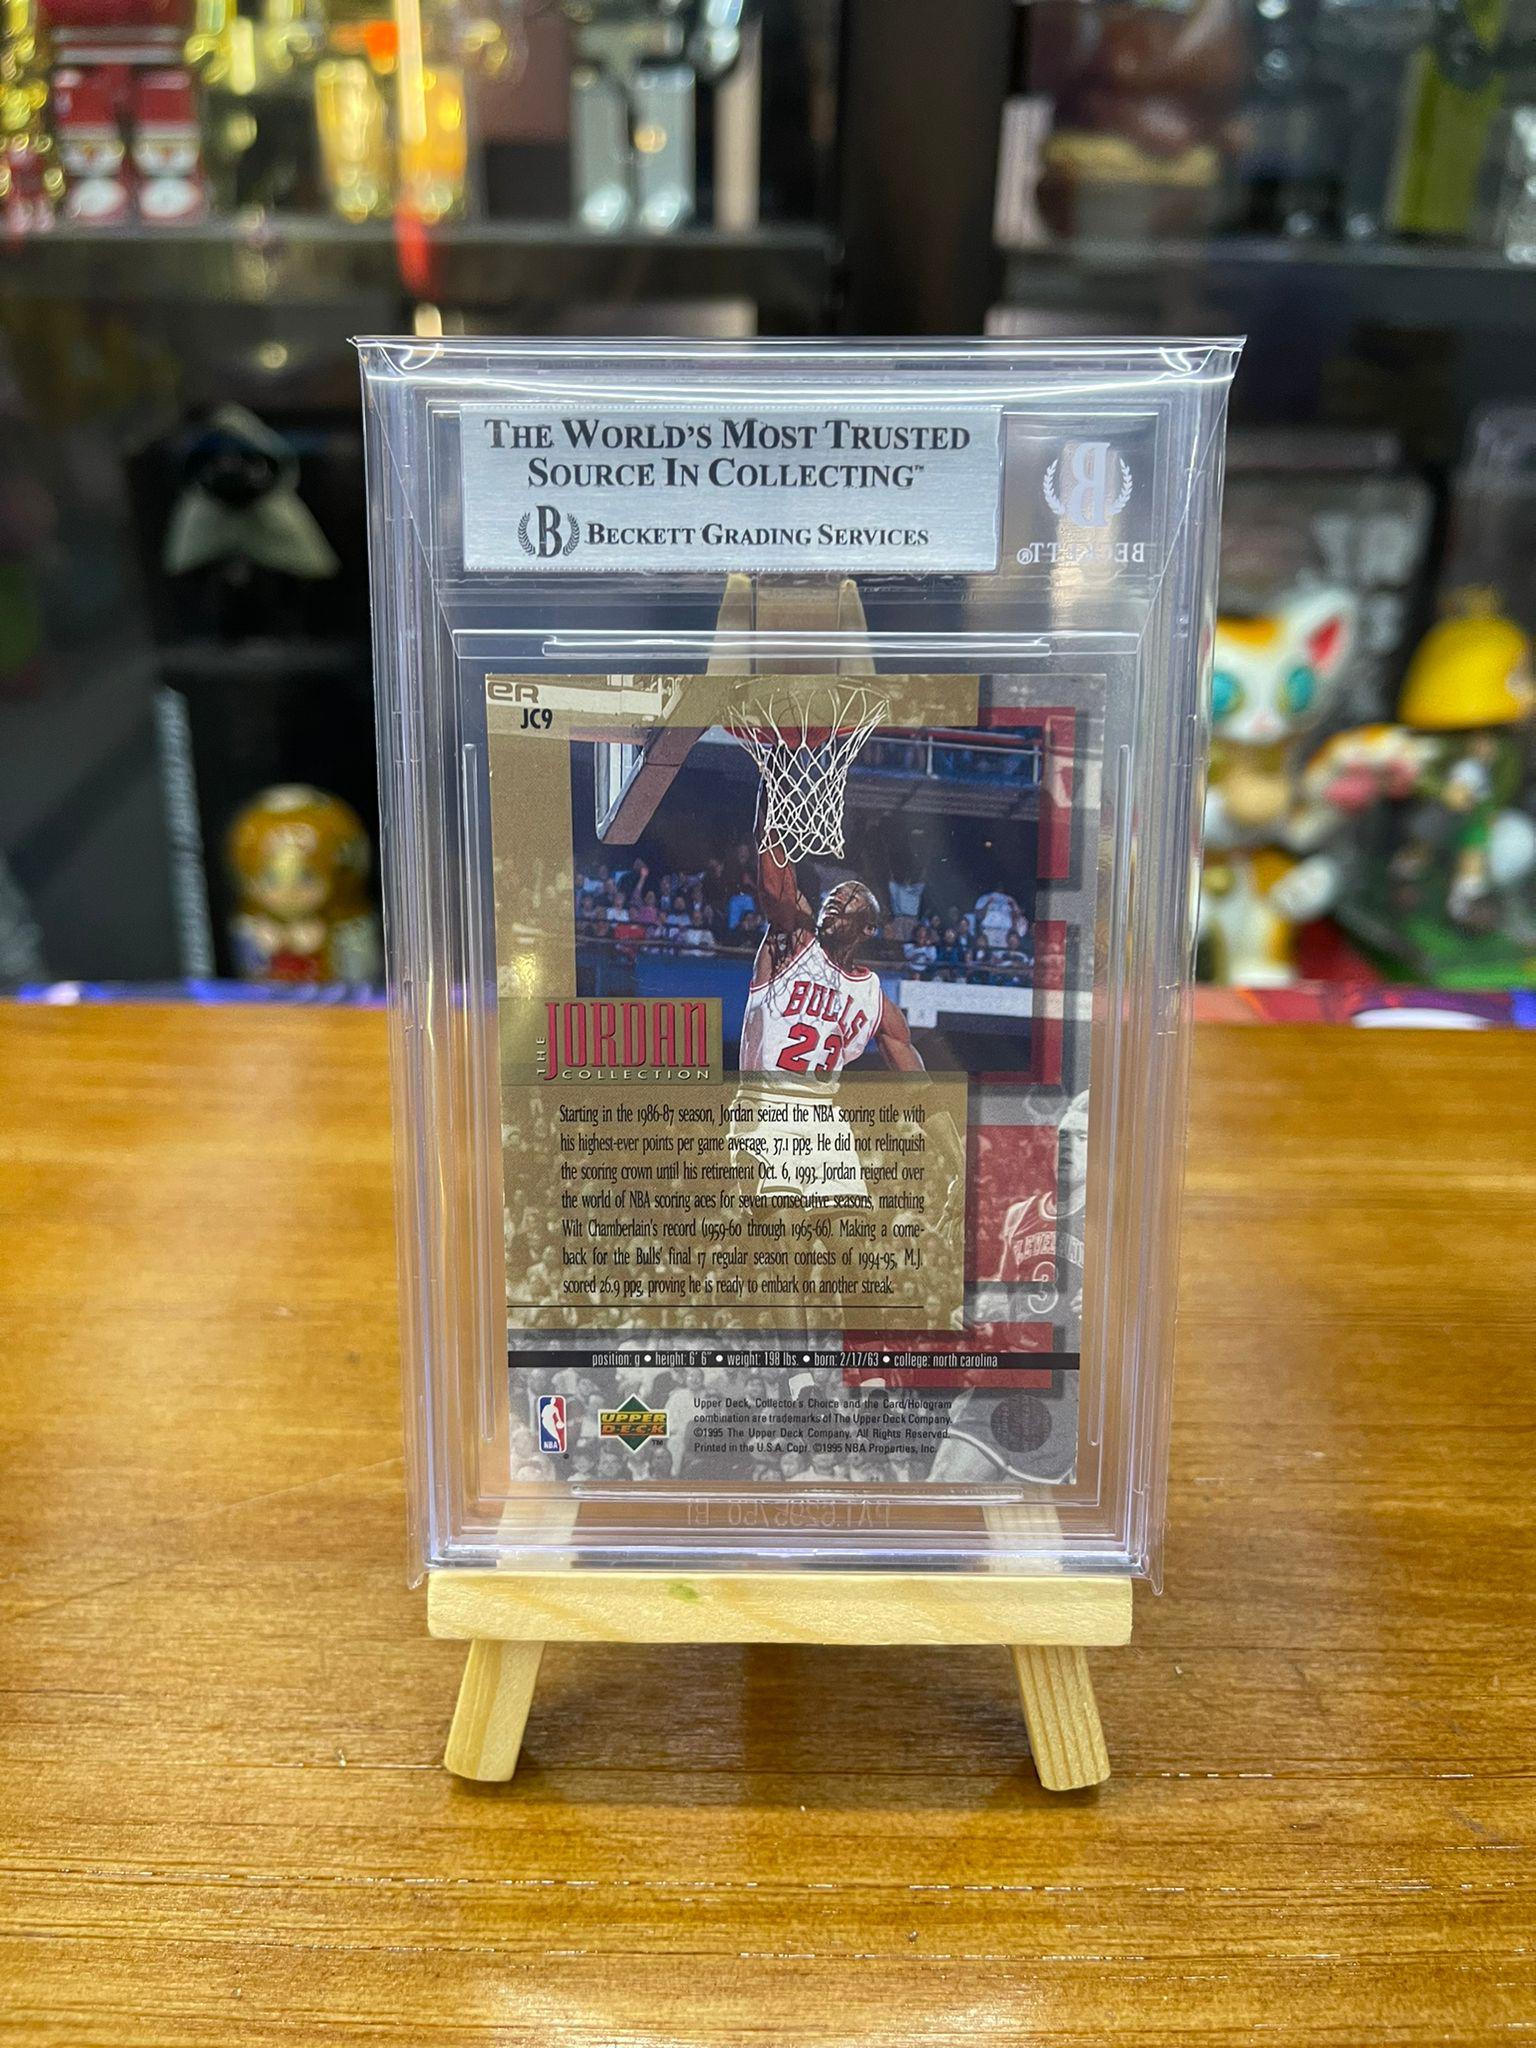 THE WORLD'S MOST TRUSTED
SOURCE IN COLLECTING™
B BECKETT GRADING SERVICES
B
BECKETT®
ER
JC9
BULLS
23
THE
JORDAN
COLLECTION
Starting in the 1986-87 season, Jordan seized the NBA scoring title with
his highest-ever points per game average, 37.1 ppg. He did not relinquish
the scoring crown until his retirement Oct. 6, 1993. Jordan reigned over
the world of NBA scoring aces for seven consecutive seasons, matching
Wilt Chamberlain's record (1959-60 through 1965-66). Making a come-
back for the Bulls' final 17 regular season contests of 1994-95, M.J.
scored 26.9 ppg, proving he is ready to embark on another streak.
3
position: g • height: 6' 6" • weight: 198 lbs. • born: 2/17/63 • college: north carolina
NBA
UPPER
DECK
TM
Upper Deck, Collector's Choice and the Card/Hologram
combination are trademarks of The Upper Deck Company.
©1995 The Upper Deck Company. All Rights Reserved.
Printed in the U.S.A. Copr. ©1995 NBA Properties, Inc.